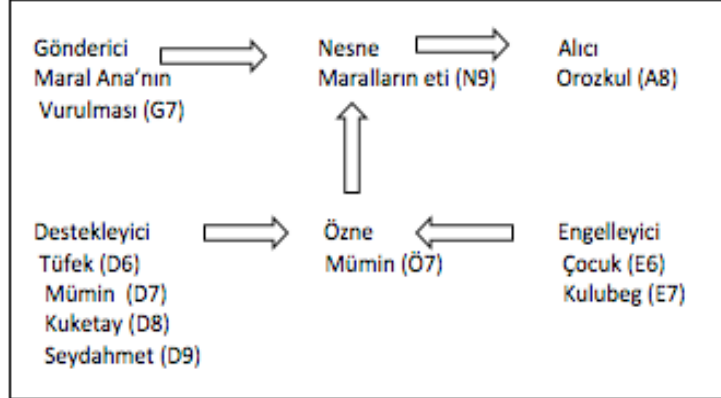 Gönderici
Maral Ana’nın
Vurulması (G7)
Nesne
Maralların eti (N9)
Alıcı
Orozkul (A8)
Destekleyici
Tüfek (D6)
Mümin (D7)
Kuketay (D8)
Seydahmet (D9)
Özne
Mümin (Ö7)
Engelleyici
Çocuk (E6)
Kulubeg (E7)